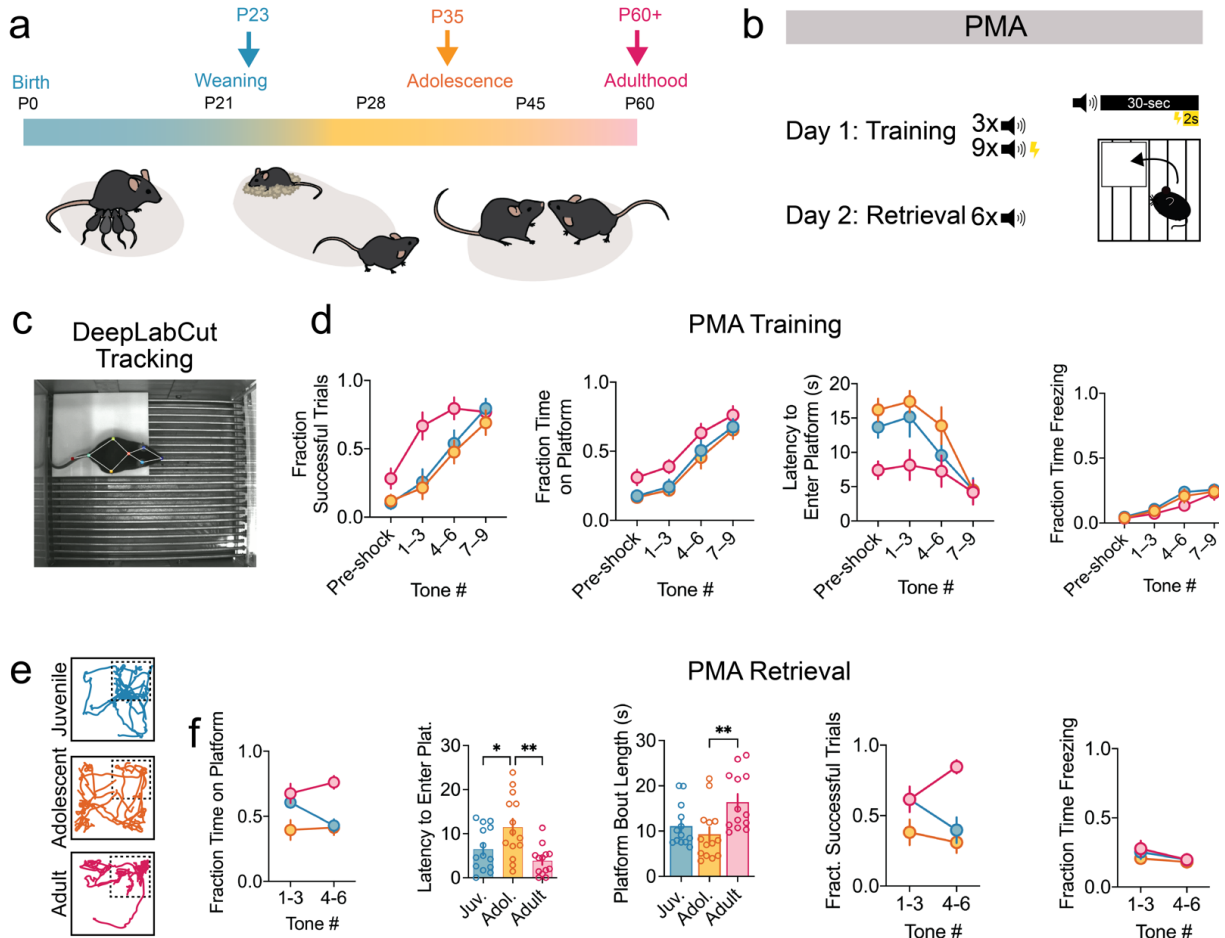 a
P23
P35
P60+
Birth
Weaning
Adolescence
Adulthood
P0
P21
P28
P45
P60
b
PMA
Day 1: Training
3x
9x
30-sec
2s
Day 2: Retrieval
6x
c
DeepLabCut
Tracking
d
PMA Training
Fraction
Successful Trials
1.0
0.5
0.0
Pre-shock
1–3
4–6
7–9
Tone #
Fraction Time
on Platform
1.0
0.5
0.0
Pre-shock
1–3
4–6
7–9
Tone #
Latency to
Enter Platform (s)
20
15
10
5
0
Pre-shock
1–3
4–6
7–9
Tone #
Fraction Time Freezing
1.0
0.5
0.0
Pre-shock
1–3
4–6
7–9
Tone #
e
Juvenile
Adolescent
Adult
PMA Retrieval
f
Fraction Time on Platform
1.0
0.5
0.0
1-3
4-6
Tone #
Latency to Enter Plat.
30
20
10
0
*
**
Juv.
Adol.
Adult
Platform Bout Length (s)
30
20
10
0
**
Juv.
Adol.
Adult
Fract. Successful Trials
1.0
0.5
0.0
1-3
4-6
Tone #
Fraction Time Freezing
1.0
0.5
0.0
1-3
4-6
Tone #